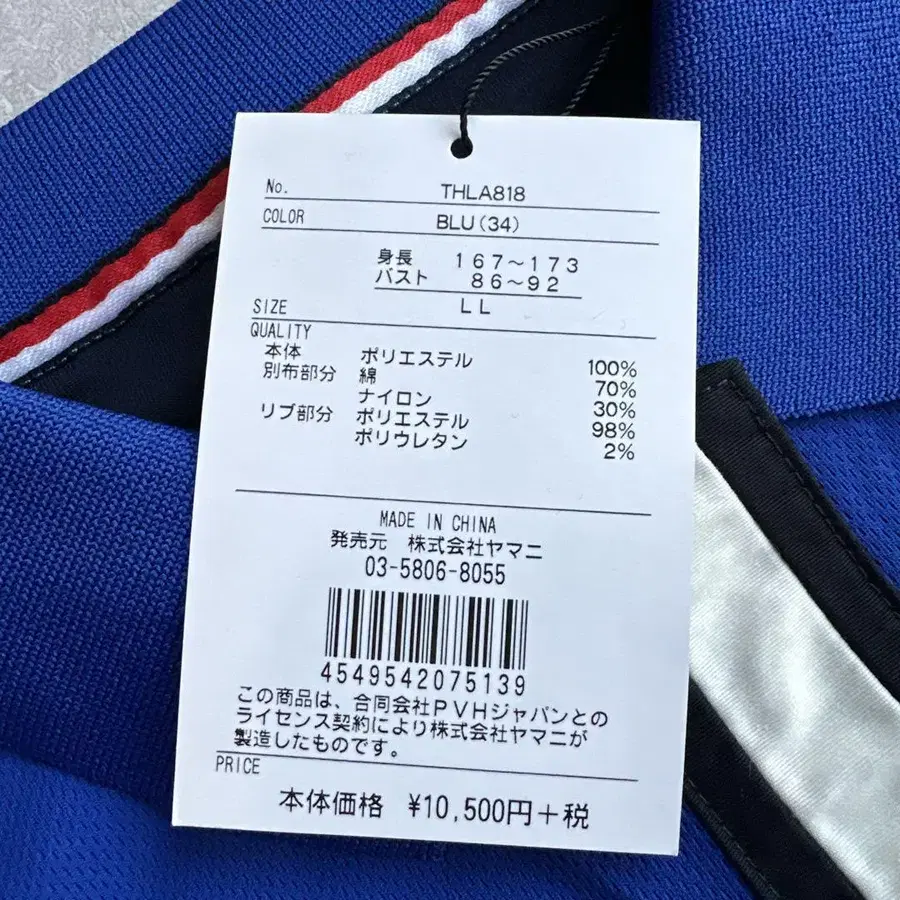 No. THLA818
COLOR BLU(34)
身長 167~173
バスト 86~92
SIZE LL
QUALITY
本体 ポリエステル 100%
別布部分 綿 70%
ナイロン 30%
リブ部分 ポリエステル 98%
ポリウレタン 2%
MADE IN CHINA
発売元 株式会社ヤマニ
03-5806-8055
4549542075139
この商品は、合同会社PVHジャパンとの
ライセンス契約により株式会社ヤマニが
製造したものです。
PRICE
本体価格 ¥10,500円+税